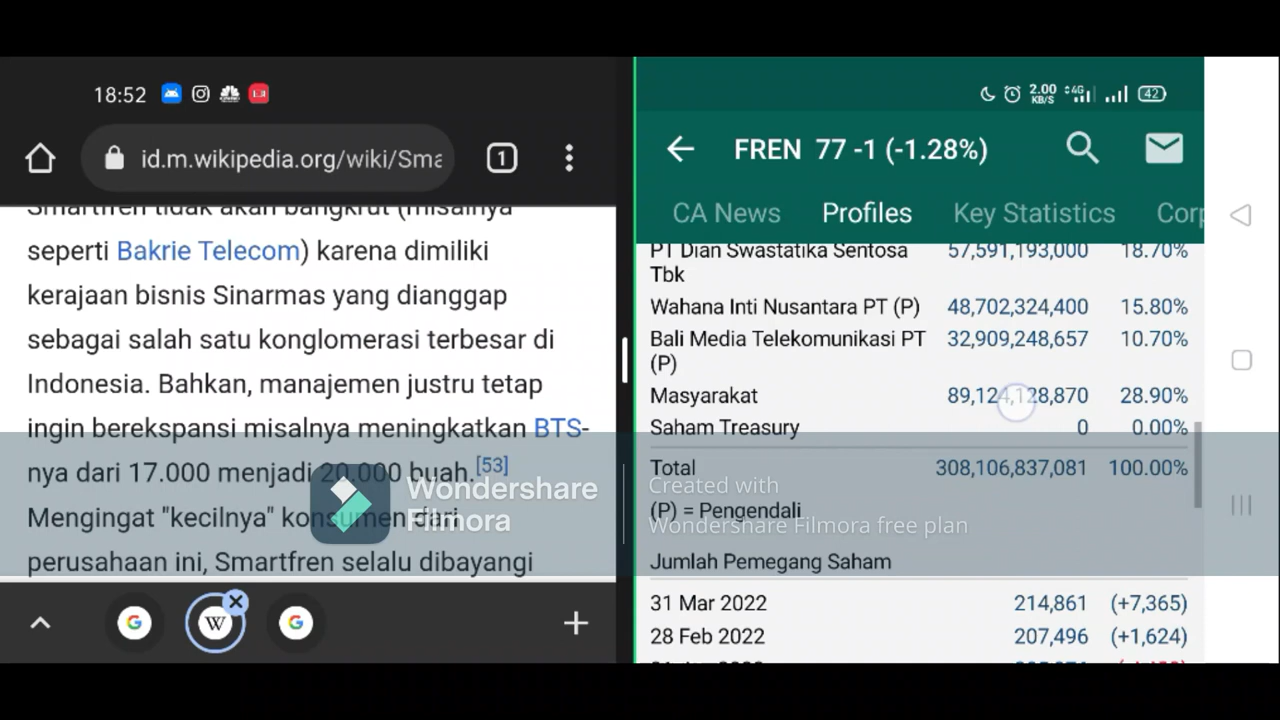 18:52
id.m.wikipedia.org/wiki/Sma
Smartfren tidak akan bangkrut (misalnya
seperti Bakrie Telecom) karena dimiliki
kerajaan bisnis Sinarmas yang dianggap
sebagai salah satu konglomerasi terbesar di
Indonesia. Bahkan, manajemen justru tetap
ingin berekspansi misalnya meningkatkan BTS-
nya dari 17.000 menjadi 20.000 buah.[53]
Mengingat "kecilnya" konsumen dari
perusahaan ini, Smartfren selalu dibayangi
Wondershare
Filmora
1
G
W
G
2.00
KB/S
4G
42
FREN 77 -1 (-1.28%)
CA News Profiles Key Statistics Corp
PT Dian Swastatika Sentosa 57,591,193,000 18.70%
Tbk
Wahana Inti Nusantara PT (P) 48,702,324,400 15.80%
Bali Media Telekomunikasi PT 32,909,248,657 10.70%
(P)
Masyarakat 89,124,128,870 28.90%
Saham Treasury 0 0.00%
Total 308,106,837,081 100.00%
Created with
(P) = Pengendali
Wondershare Filmora free plan
Jumlah Pemegang Saham
31 Mar 2022 214,861 (+7,365)
28 Feb 2022 207,496 (+1,624)